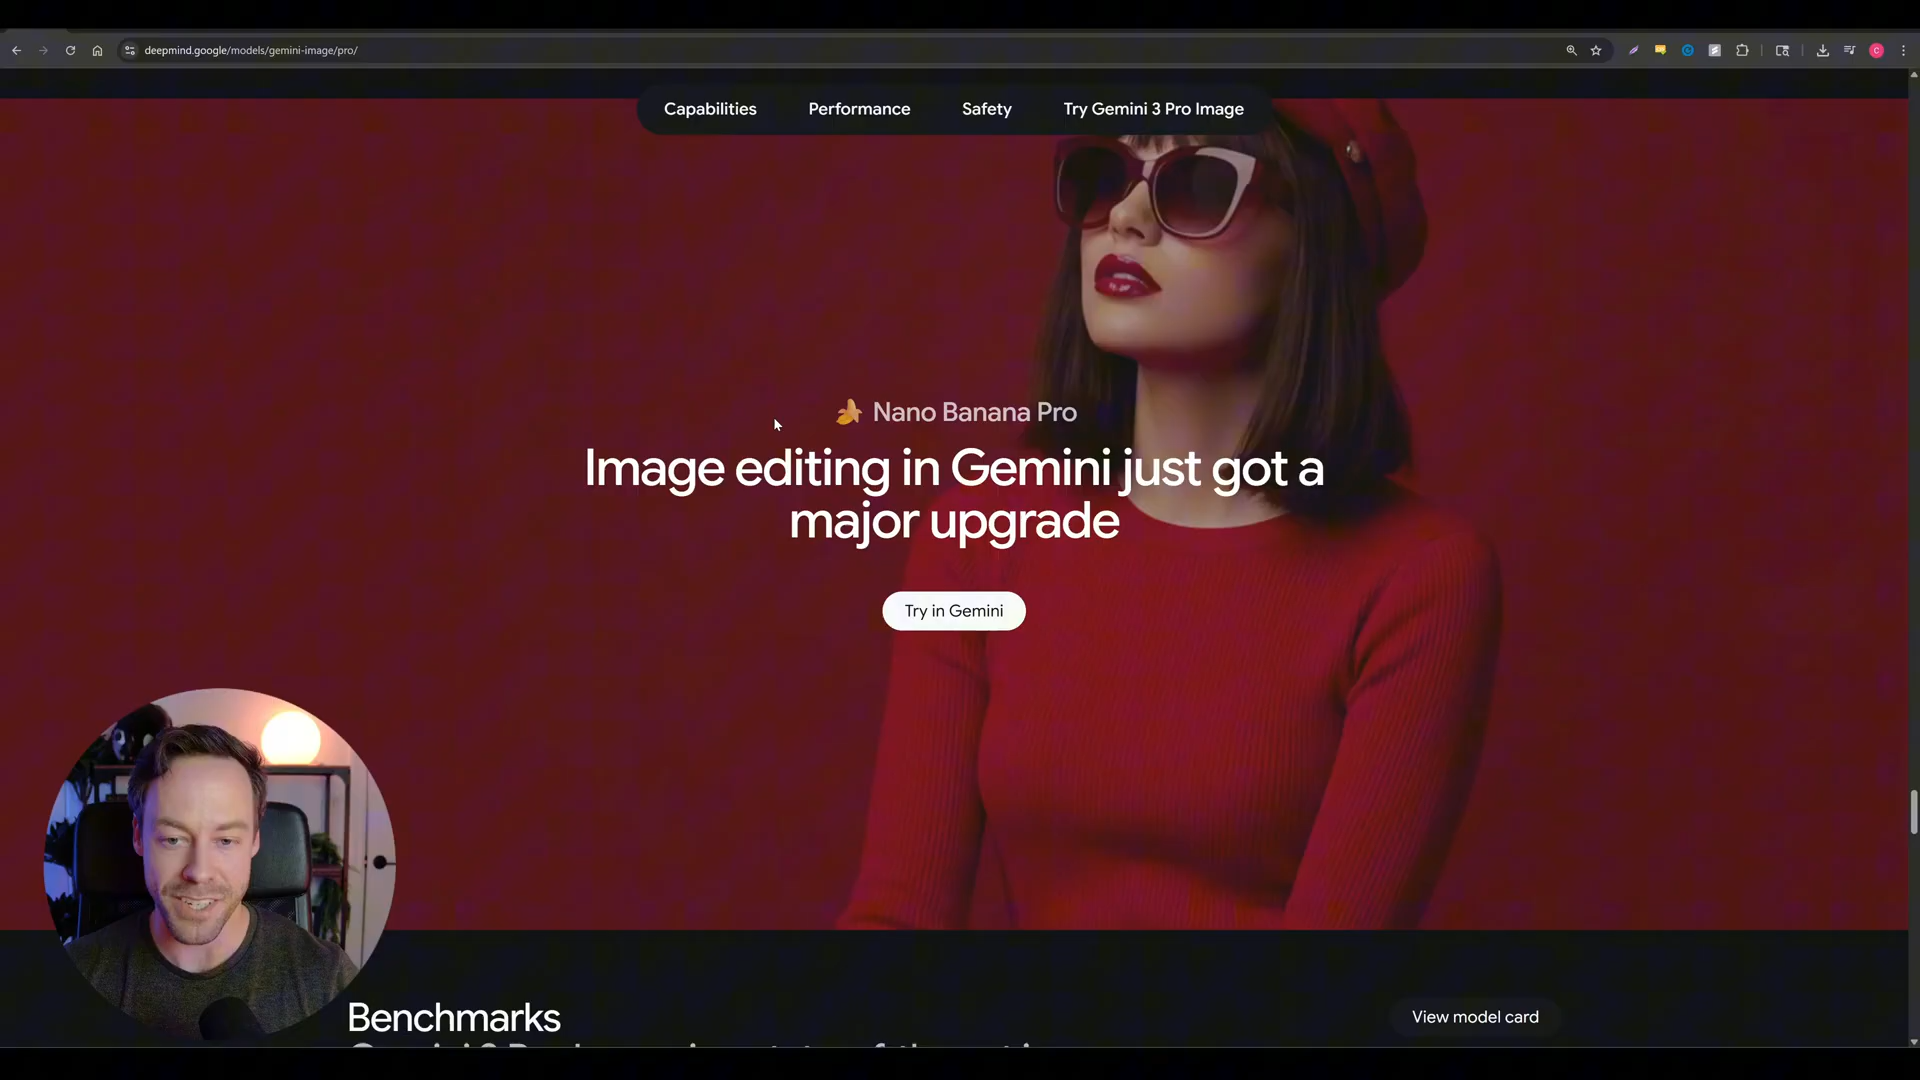 deepmind.google/models/gemini-image/pro/
Capabilities
Performance
Safety
Try Gemini 3 Pro Image
Nano Banana Pro
Image editing in Gemini just got a
major upgrade
Try in Gemini
Benchmarks
View model card